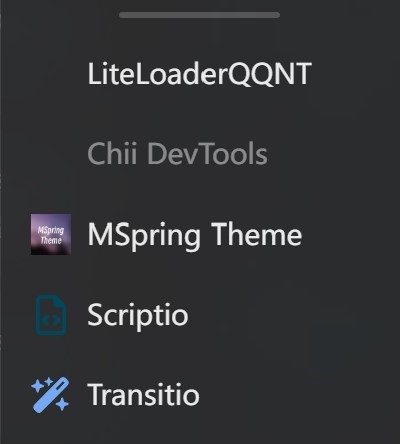 LiteLoaderQQNT
Chii DevTools
MSpring
Theme
MSpring Theme
Scriptio
Transitio